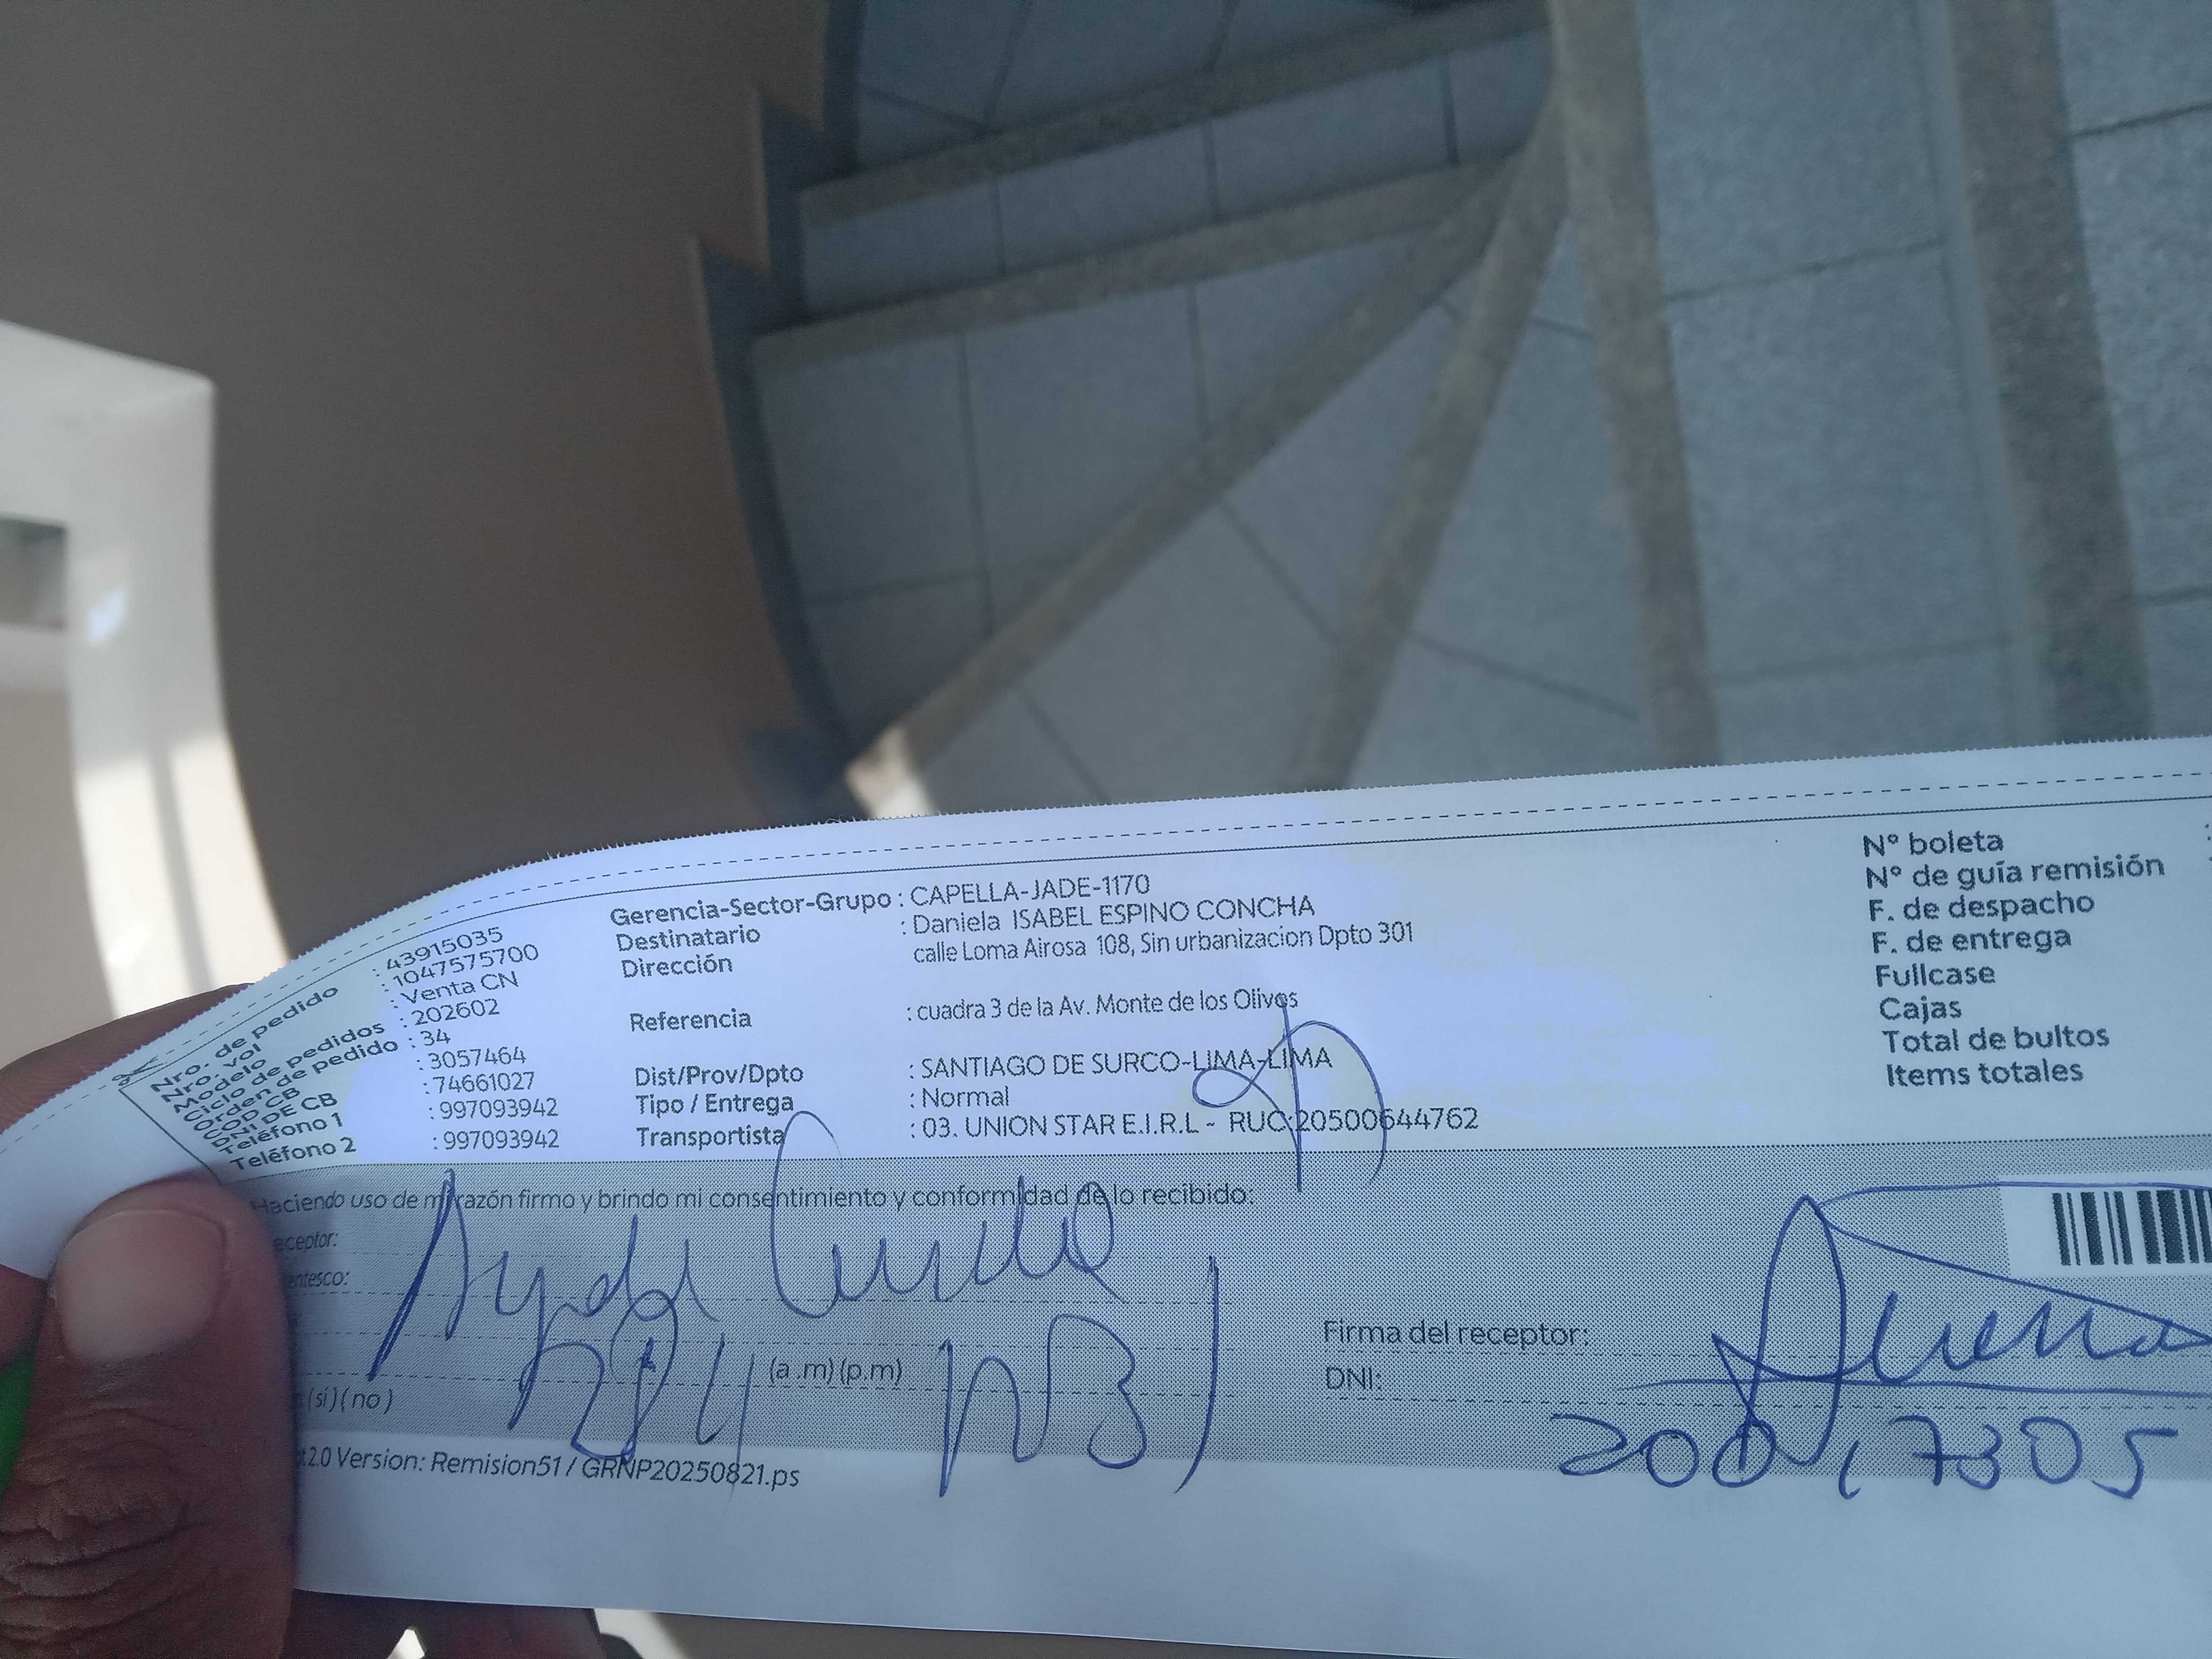 Nro. de pedido : 43915035
Nro. vol : 1047575700
Modelo : Venta CN
Ciclo de pedidos : 202602
Orden de pedido : 34
COD CB : 3057464
DNI DE CB : 74661027
Teléfono 1 : 997093942
Teléfono 2 : 997093942
Gerencia-Sector-Grupo : CAPELLA-JADE-1170
Destinatario : Daniela ISABEL ESPINO CONCHA
Dirección calle Loma Airosa 108, Sin urbanizacion Dpto 301
Referencia : cuadra 3 de la Av. Monte de los Olivos
Dist/Prov/Dpto : SANTIAGO DE SURCO-LIMA-LIMA
Tipo / Entrega : Normal
Transportista : 03. UNION STAR E.I.R.L - RUC:20500644762
N° boleta :
N° de guía remisión
F. de despacho
F. de entrega
Fullcase
Cajas
Total de bultos
Items totales
Haciendo uso de mi razón firmo y brindo mi consentimiento y conformidad de lo recibido:
eceptor:
entesco:
(a .m) (p.m)
(si) ( no )
Firma del receptor:
DNI:
t2.0 Version: Remision51 / GRNP20250821.ps